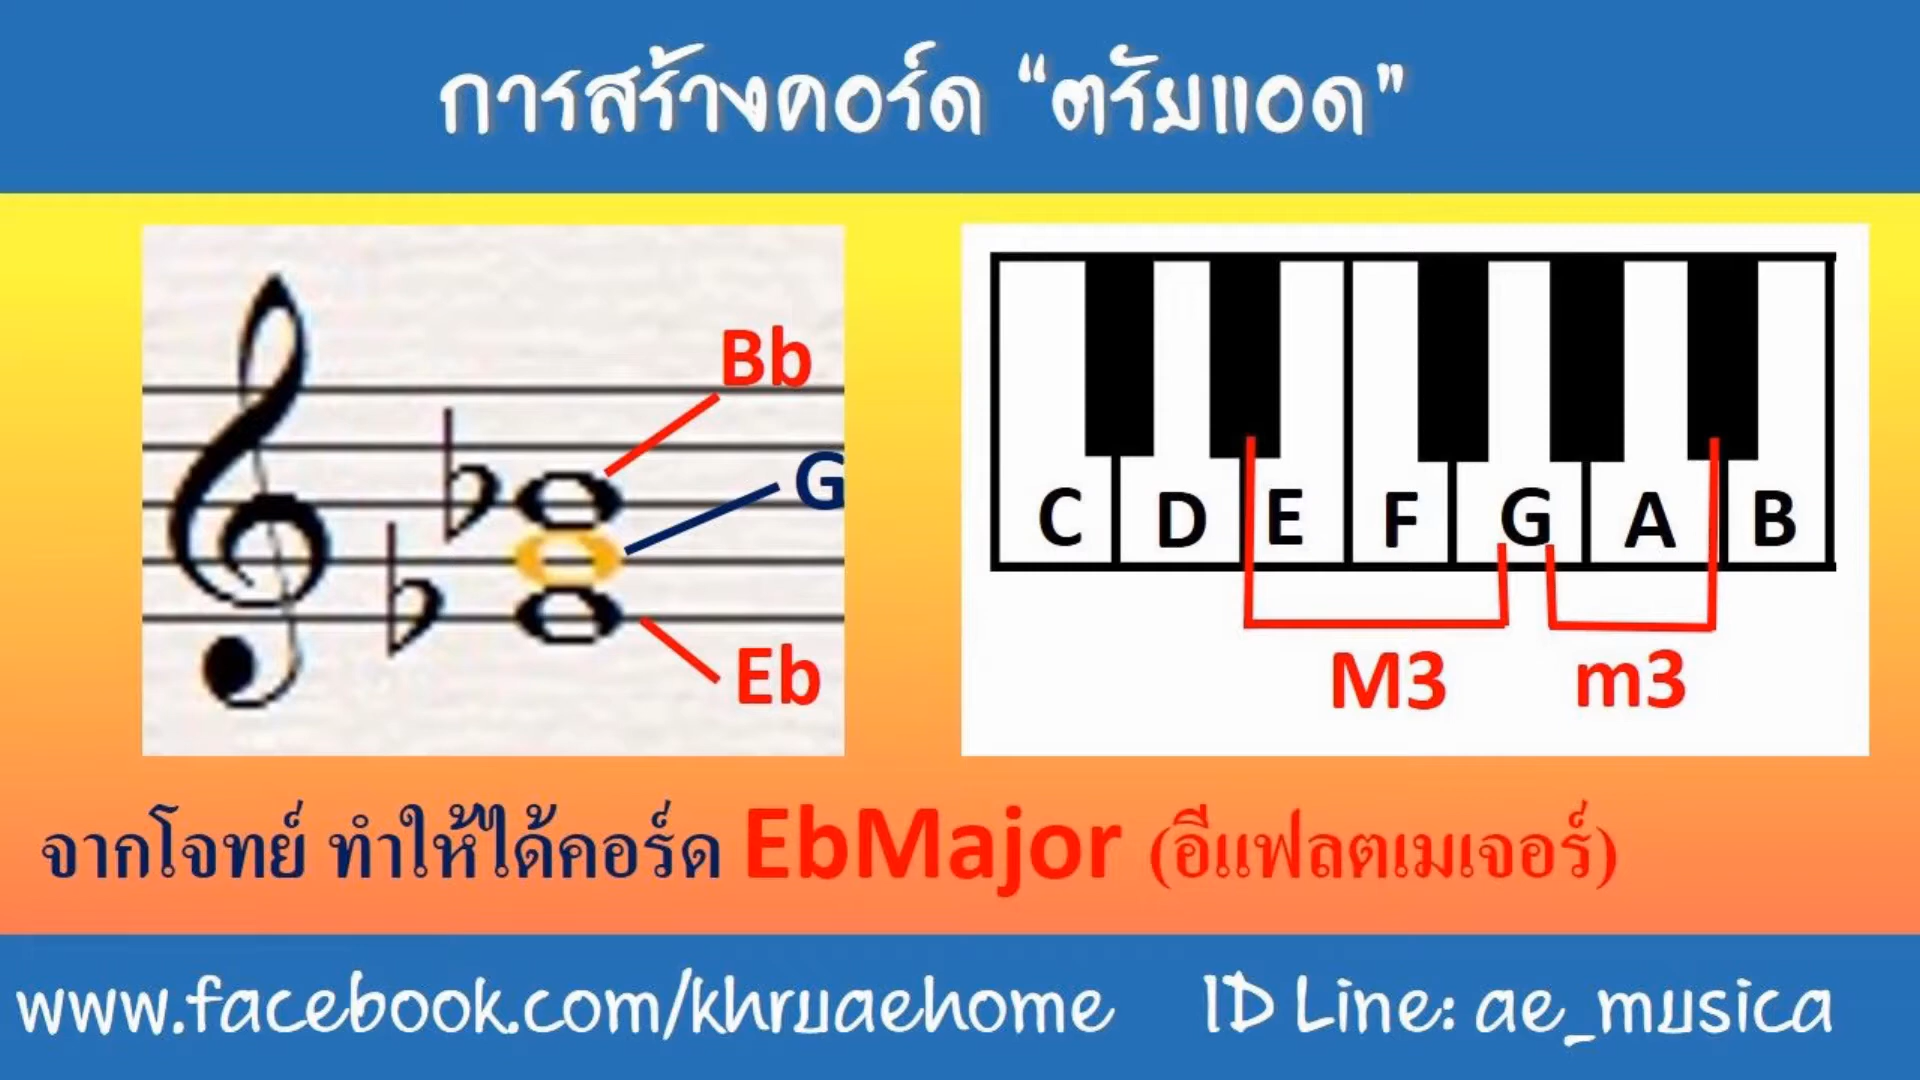 การสร้างคอร์ด “ตรัยแอด”
Bb
G
Eb
C D E F G A B
M3 m3
จากโจทย์ ทำให้ได้คอร์ด EbMajor (อีแฟลตเมเจอร์)
www.facebook.com/khruaehome ID Line: ae_musica